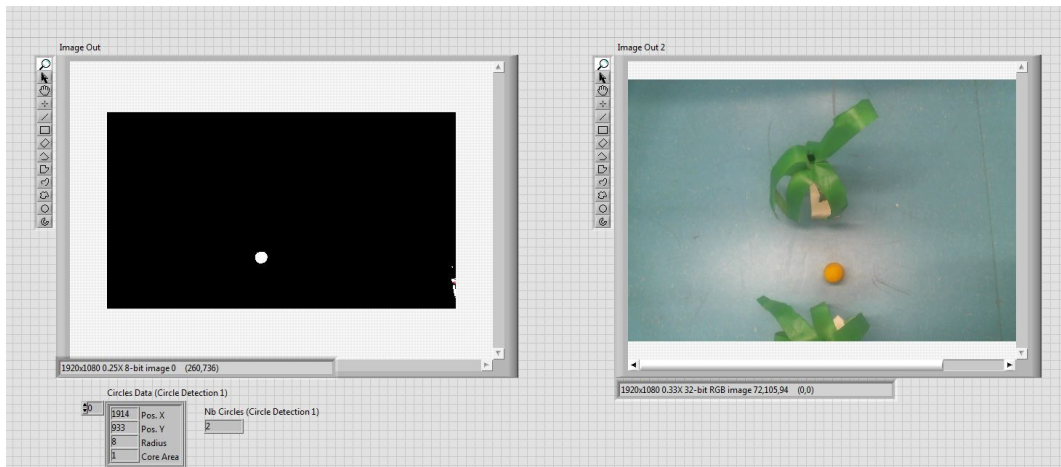 Image Out
1920x1080 0.25X 8-bit image 0 (260,736)
Circles Data (Circle Detection 1)
0
1914 Pos. X
933 Pos. Y
8 Radius
1 Core Area
Nb Circles (Circle Detection 1)
2
Image Out 2
1920x1080 0.33X 32-bit RGB image 72,105,94 (0,0)